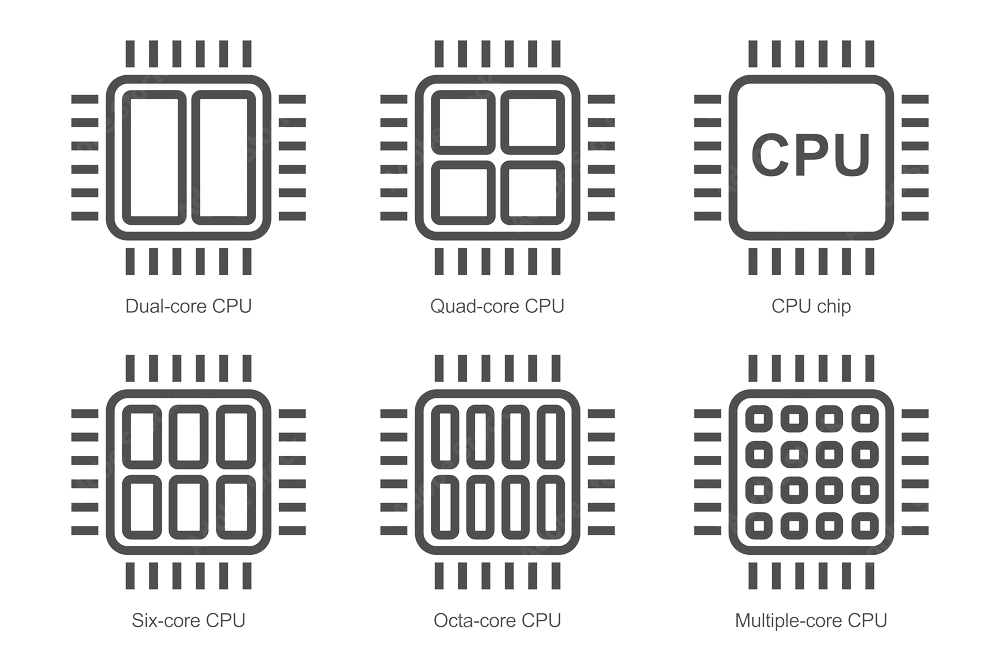 CPU
Dual-core CPU
Quad-core CPU
CPU chip
Six-core CPU
Octa-core CPU
Multiple-core CPU